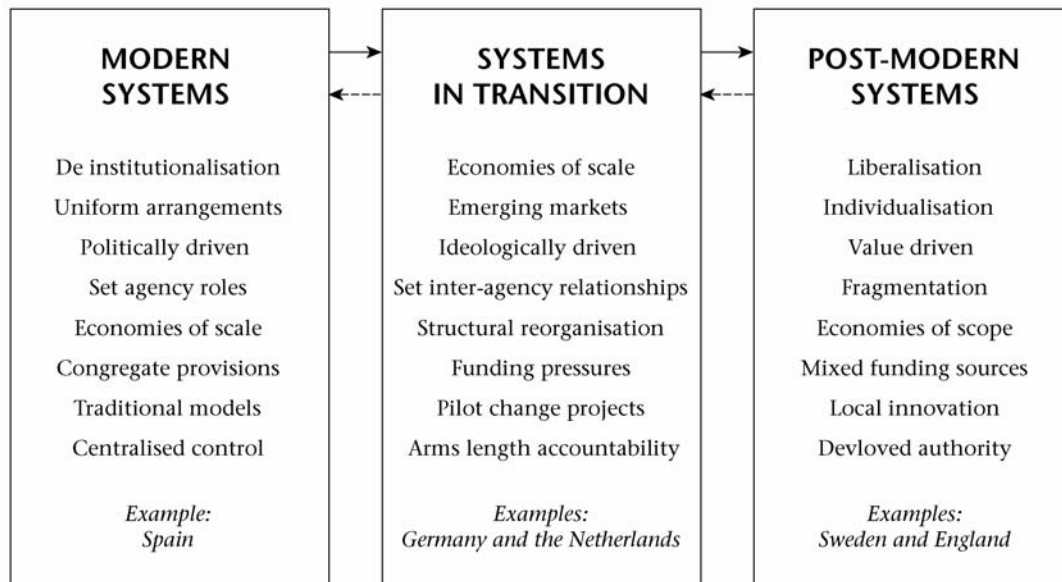 MODERN
SYSTEMS
De institutionalisation
Uniform arrangements
Politically driven
Set agency roles
Economies of scale
Congregate provisions
Traditional models
Centralised control
Example:
Spain
SYSTEMS
IN TRANSITION
Economies of scale
Emerging markets
Ideologically driven
Set inter-agency relationships
Structural reorganisation
Funding pressures
Pilot change projects
Arms length accountability
Examples:
Germany and the Netherlands
POST-MODERN
SYSTEMS
Liberalisation
Individualisation
Value driven
Fragmentation
Economies of scope
Mixed funding sources
Local innovation
Devloved authority
Examples:
Sweden and England